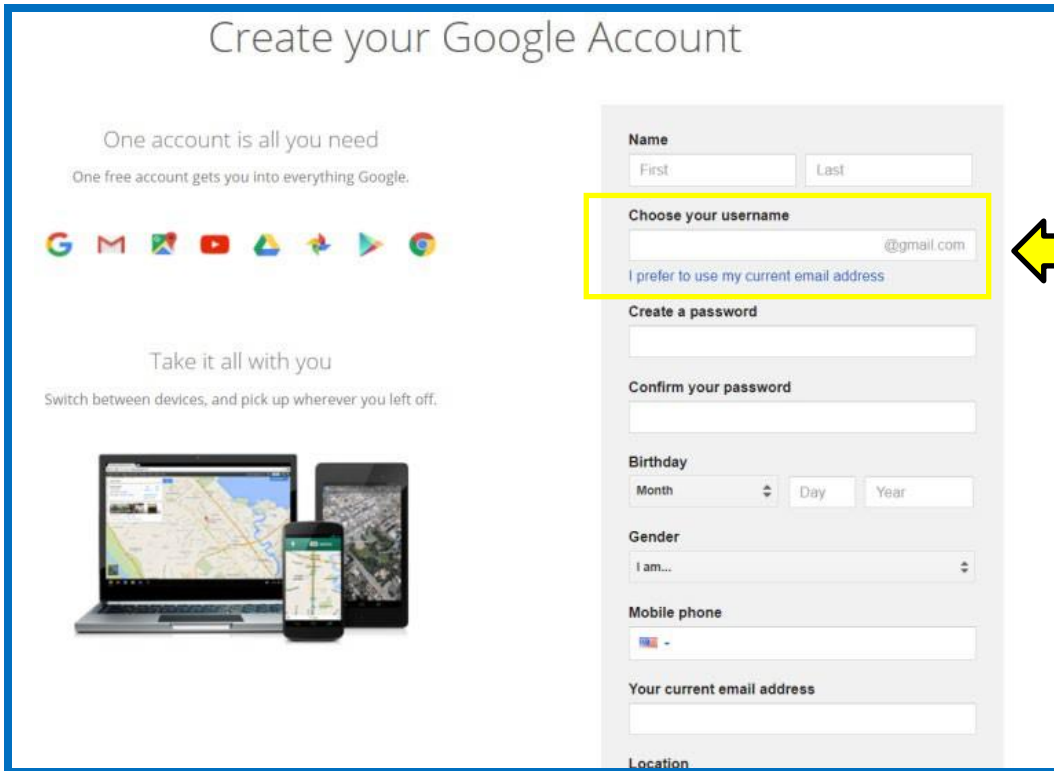 Create your Google Account
One account is all you need
One free account gets you into everything Google.
Take it all with you
Switch between devices, and pick up wherever you left off.
Name
First Last
Choose your username
@gmail.com
I prefer to use my current email address
Create a password
Confirm your password
Birthday
Month Day Year
Gender
I am...
Mobile phone
Your current email address
Location